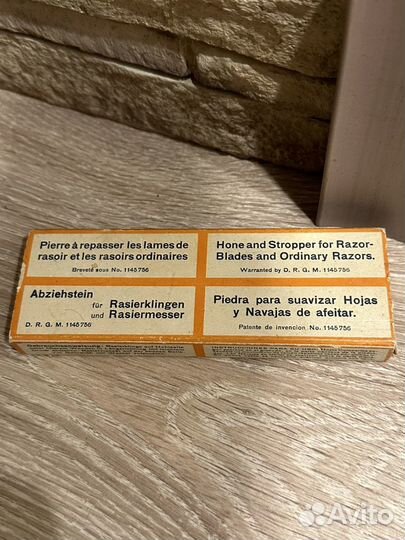 Pierre à repasser les lames de
rasoir et les rasoirs ordinaires
Breveté sous No. 1145756
Hone and Stropper for Razor-
Blades and Ordinary Razors.
Warranted by D. R. G. M. 1145756
Abziehstein
für Rasierklingen
und Rasiermesser
D. R. G. M. 1145756
Piedra para suavizar Hojas
y Navajas de afeitar.
Patente de invencion No. 1145756
Avito